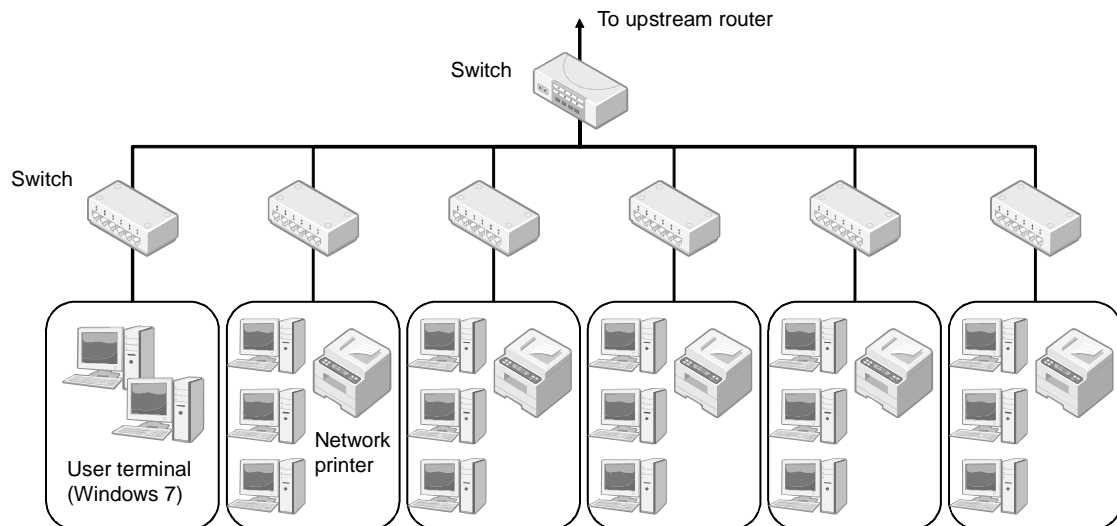 To upstream router
Switch
Switch
Network
printer
User terminal
(Windows 7)